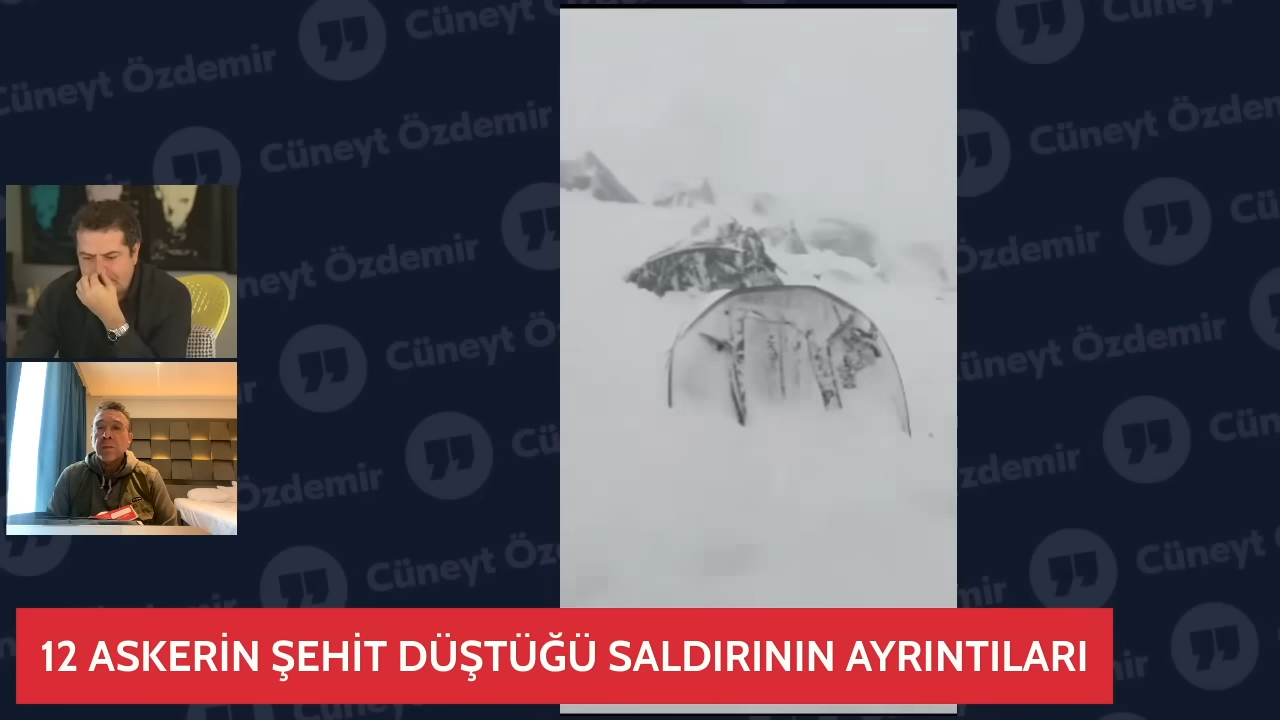 Cüneyt Özdemir
12 ASKERİN ŞEHİT DÜŞTÜĞÜ SALDIRININ AYRINTILARI